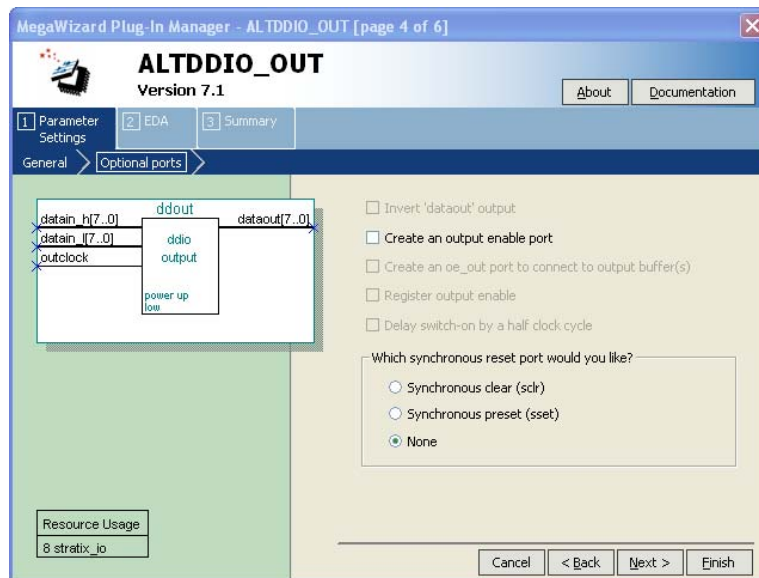 MegaWizard Plug-In Manager - ALTDDIO_OUT [page 4 of 6]
ALTDDIO_OUT
Version 7.1
About
Documentation
1 Parameter Settings
2 EDA
3 Summary
General
Optional ports
ddout
datain_h[7..0]
dataout[7..0]
datain_l[7..0]
ddio
outclock
output
power up
low
Invert 'dataout' output
Create an output enable port
Create an oe_out port to connect to output buffer(s)
Register output enable
Delay switch-on by a half clock cycle
Which synchronous reset port would you like?
Synchronous clear (sclr)
Synchronous preset (sset)
None
Resource Usage
8 stratix_io
Cancel
< Back
Next >
Finish